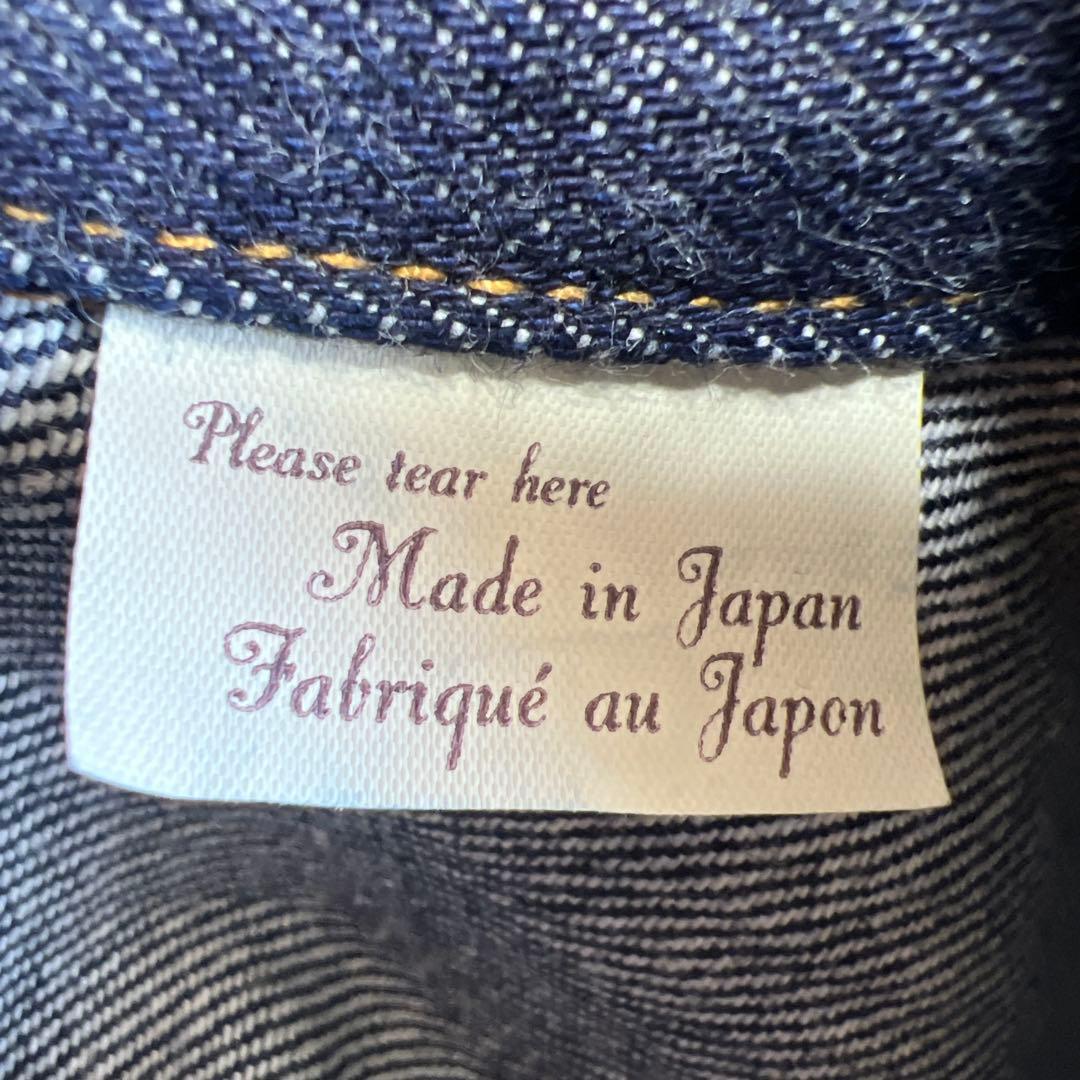 Please tear here
Made in Japan
Fabriqué au Japon